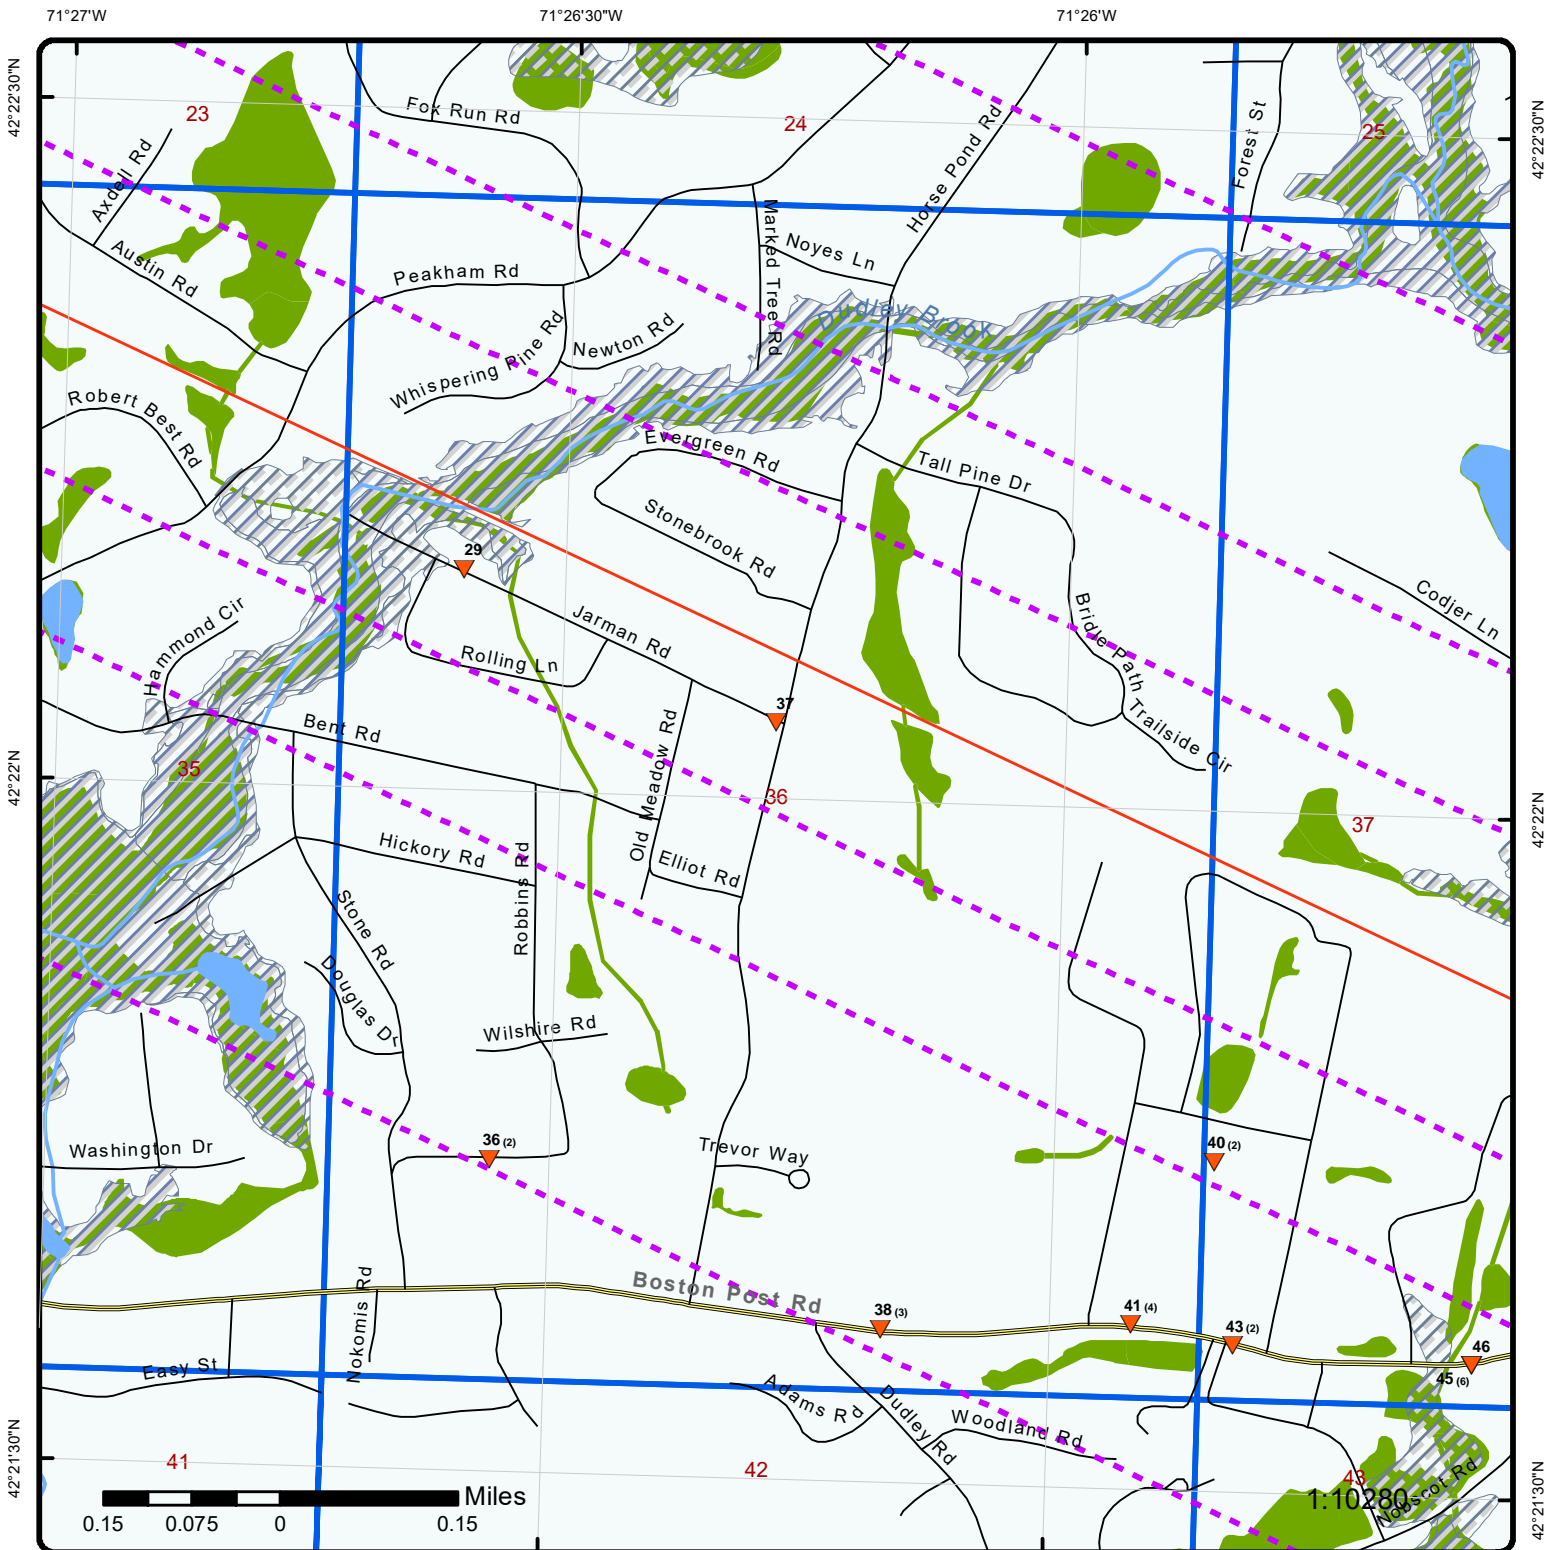 71°27'W
71°26'30"W
71°26'W
42°22'30"N
42°22'30"N
23
24
25
Fox Run Rd
Horse Pond Rd
Forest St
Axdell Rd
Austin Rd
Marked Tree Rd
Noyes Ln
Peakham Rd
Dudley Brook
Whispering Pine Rd
Newton Rd
Robert Best Rd
Evergreen Rd
Tall Pine Dr
Stonebrook Rd
29
Codjer Ln
Hammond Cir
Jarman Rd
Bridle Path
Rolling Ln
37
Trailside Cir
Bent Rd
Old Meadow Rd
42°22'N
42°22'N
35
36
37
Hickory Rd
Robbins Rd
Elliot Rd
Stone Rd
Douglas Dr
Wilshire Rd
Washington Dr
36 (2)
Trevor Way
40 (2)
Nokomis Rd
Boston Post Rd
38 (3)
41 (4)
43 (2)
46
45 (6)
Easy St
Adams Rd
Dudley Rd
Woodland Rd
Nobscot Rd
42°21'30"N
42°21'30"N
41
42
43
1:10280
Miles
0.15
0.075
0
0.15